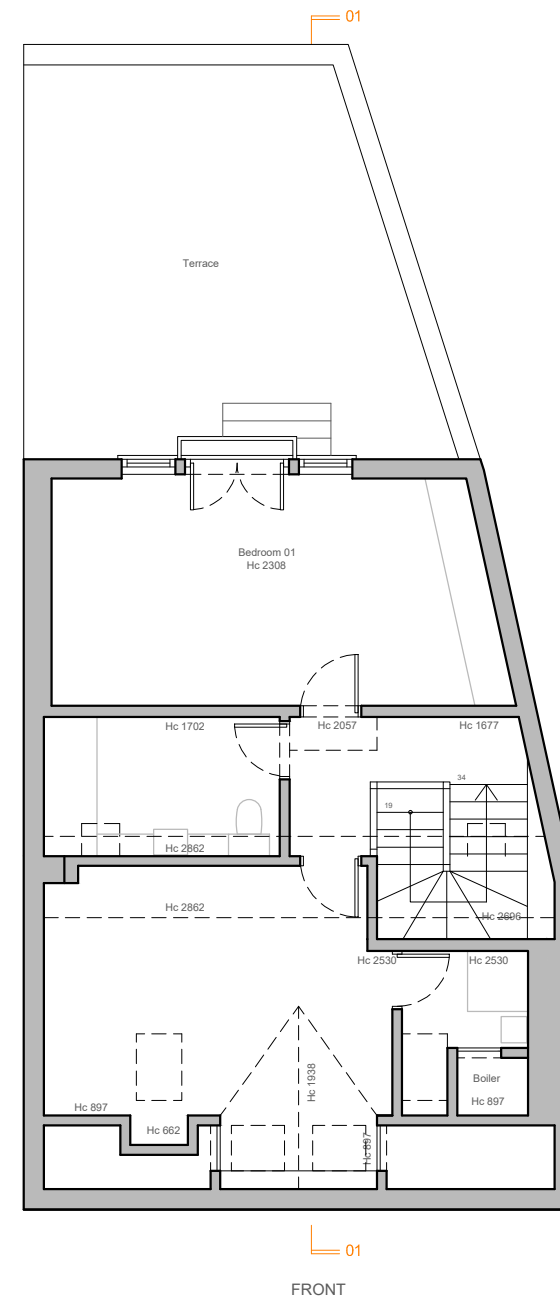 01
Terrace
Bedroom 01
Hc 2308
Hc 1702
Hc 2057
Hc 1677
34
19
Hc 2862
Hc 2862
Hc 2696
Hc 2530
Hc 2530
Hc 1938
Boiler
Hc 897
Hc 897
Hc 662
Hc 897
01
FRONT